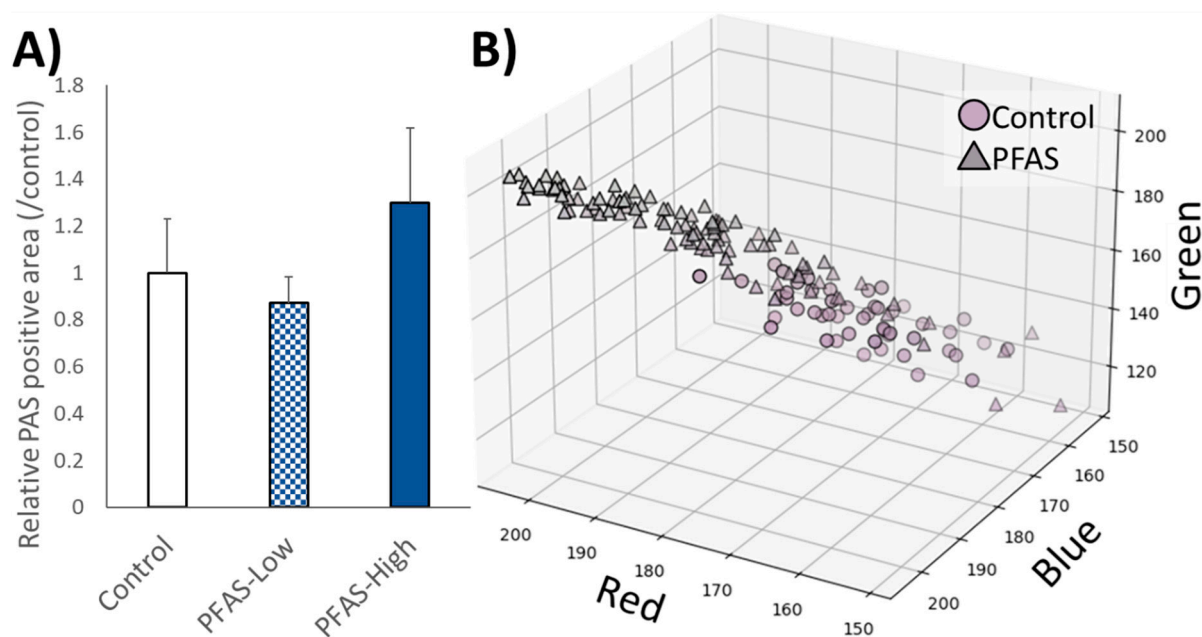 A)
Relative PAS positive area (/control)
1.8
1.6
1.4
1.2
1
0.8
0.6
0.4
0.2
0
Control
PFAS-Low
PFAS-High
B)
Control
PFAS
Green
200
180
160
140
120
Blue
150
160
170
180
190
200
Red
200
190
180
170
160
150